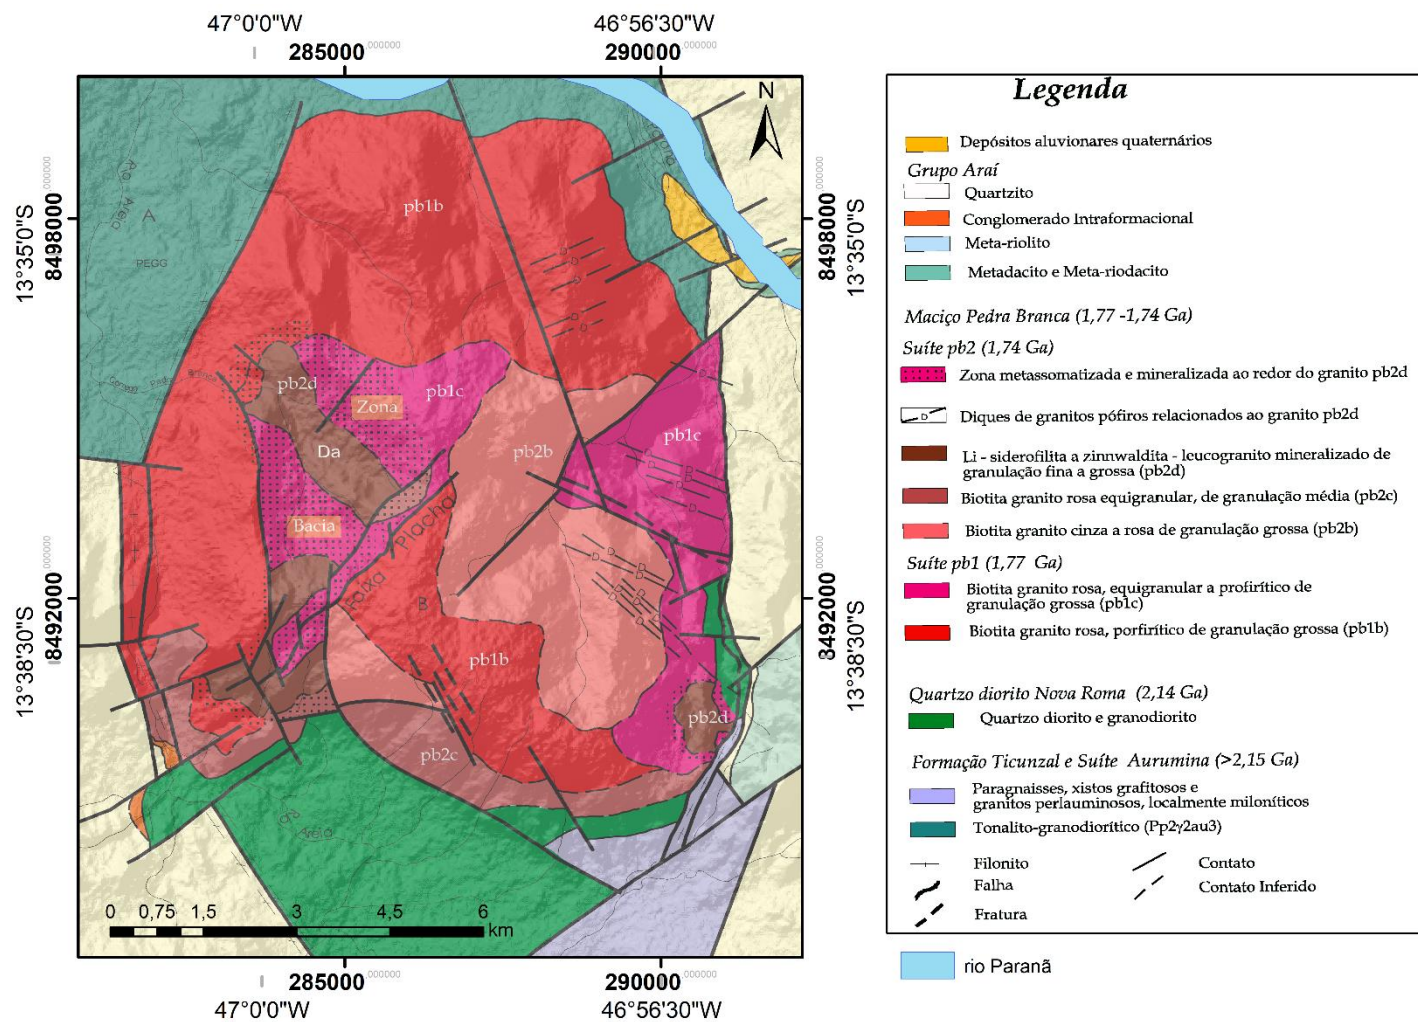 47°0'0"W
46°56'30"W
285000
290000
N
13°35'0"S
8498000
8498000
13°35'0"S
13°38'30"S
8492000
8492000
13°38'30"S
pb1b
A
PEGG
pb2d
Zona
pb1c
Da
pb2b
pb1c
Bacia
Faixa Placha
B
pb1b
pb2d
pb2c
Areia
0 0,75 1,5 3 4,5 6
km
285000
290000
47°0'0"W
46°56'30"W
Legenda
Depósitos aluvionares quaternários
Grupo Araí
Quartzito
Conglomerado Intraformacional
Meta-riolito
Metadacito e Meta-riodacito
Maciço Pedra Branca (1,77 -1,74 Ga)
Suíte pb2 (1,74 Ga)
Zona metassomatizada e mineralizada ao redor do granito pb2d
D
Diques de granitos pófiros relacionados ao granito pb2d
Li - siderofilita a zinnwaldita - leucogranito mineralizado de
granulação fina a grossa (pb2d)
Biotita granito rosa equigranular, de granulação média (pb2c)
Biotita granito cinza a rosa de granulação grossa (pb2b)
Suíte pb1 (1,77 Ga)
Biotita granito rosa, equigranular a profirítico de
granulação grossa (pb1c)
Biotita granito rosa, porfirítico de granulação grossa (pb1b)
Quartzo diorito Nova Roma (2,14 Ga)
Quartzo diorito e granodiorito
Formação Ticunzal e Suíte Aurumina (>2,15 Ga)
Paragnaisses, xistos grafitosos e
granitos perlauminosos, localmente miloníticos
Tonalito-granodiorítico (Pp2γ2au3)
Filonito
Contato
Falha
Contato Inferido
Fratura
rio Paranã